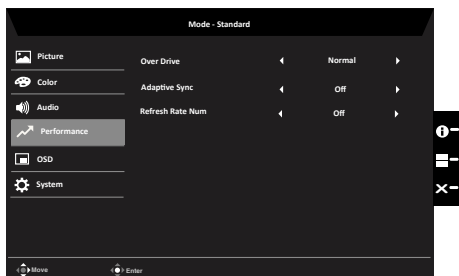 Mode - Standard
Picture
Over Drive Normal
Color
Adaptive Sync Off
Audio
Refresh Rate Num Off
Performance
OSD
System
Move Enter